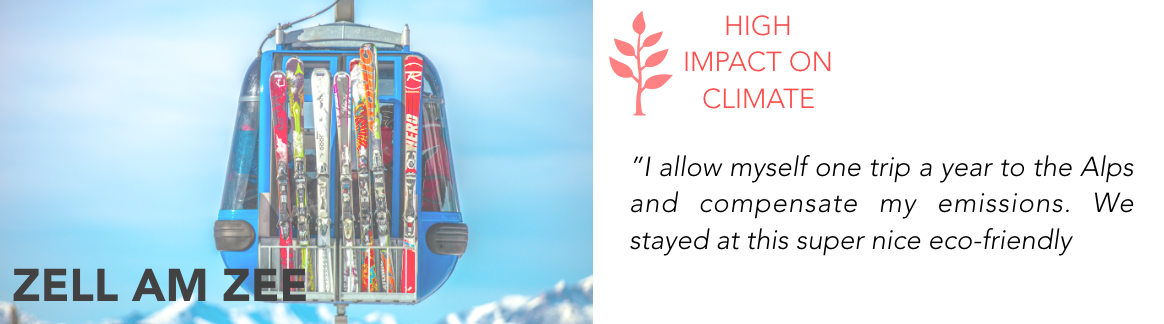 ZELL AM ZEE
HERO
HIGH
IMPACT ON
CLIMATE
”I allow myself one trip a year to the Alps
and compensate my emissions. We
stayed at this super nice eco-friendly